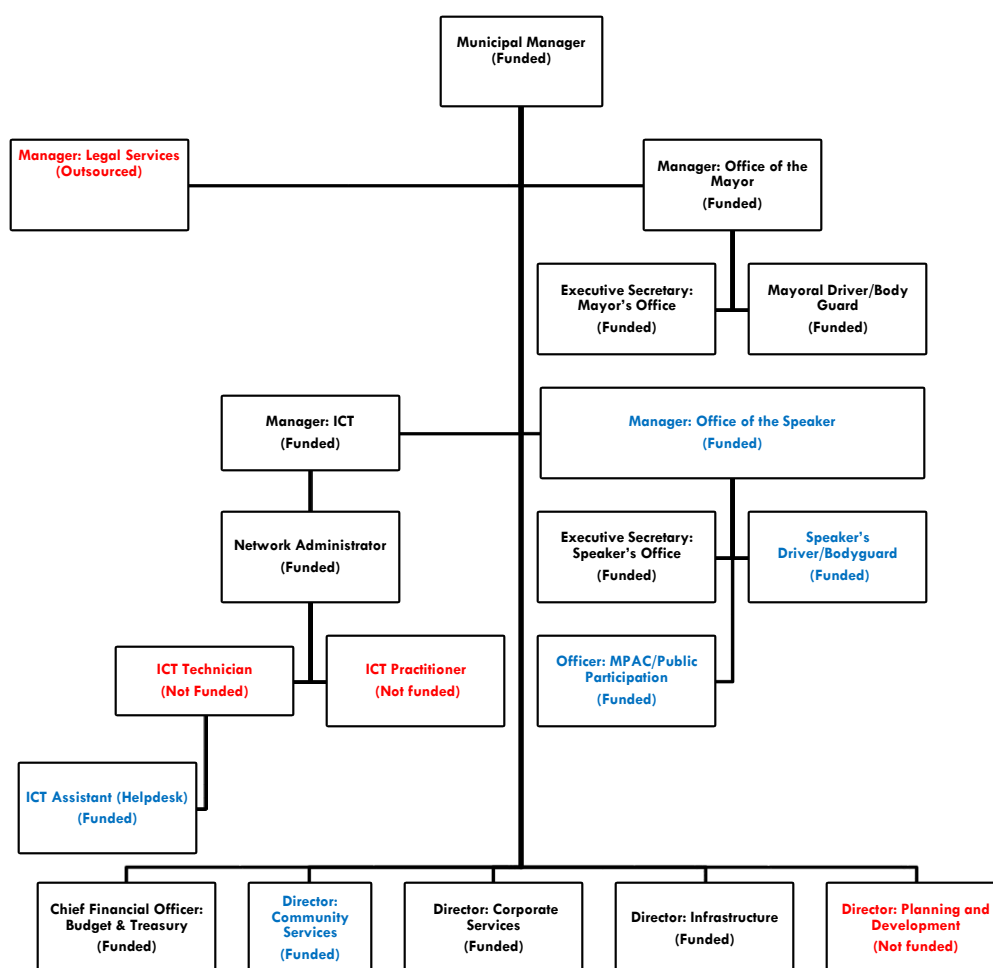 Municipal Manager
(Funded)
Manager: Legal Services
(Outsourced)
Manager: Office of the
Mayor
(Funded)
Executive Secretary:
Mayor's Office
(Funded)
Mayoral Driver/Body
Guard
(Funded)
Manager: ICT
(Funded)
Manager: Office of the Speaker
(Funded)
Network Administrator
(Funded)
Executive Secretary:
Speaker's Office
(Funded)
Speaker's
Driver/Bodyguard
(Funded)
ICT Technician
(Not Funded)
ICT Practitioner
(Not funded)
Officer: MPAC/Public
Participation
(Funded)
ICT Assistant (Helpdesk)
(Funded)
Chief Financial Officer:
Budget & Treasury
(Funded)
Director:
Community
Services
(Funded)
Director: Corporate
Services
(Funded)
Director: Infrastructure
(Funded)
Director: Planning and
Development
(Not funded)